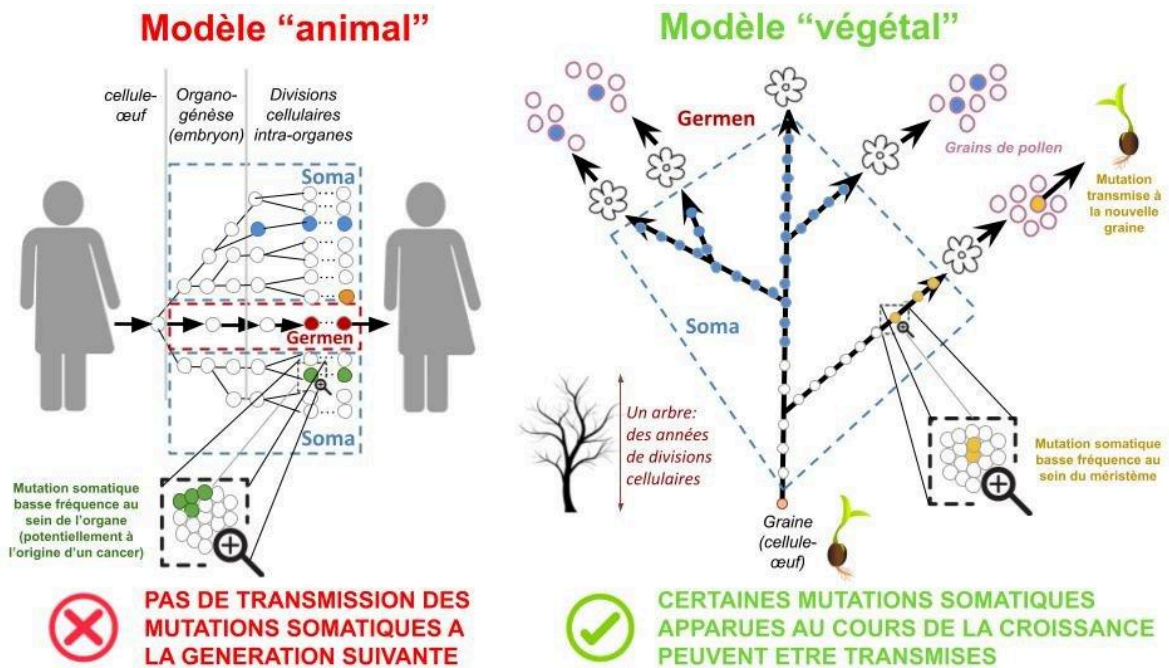 Modèle “animal”
cellule-
œuf
Organo-
génèse
(embryon)
Divisions
cellulaires
intra-organes
Soma
Germen
Soma
Mutation somatique
basse fréquence au
sein de l’organe
(potentiellement à
l’origine d’un cancer)
PAS DE TRANSMISSION DES
MUTATIONS SOMATIQUES A
LA GENERATION SUIVANTE
Modèle “végétal”
Germen
Grains de pollen
Mutation
transmise à
la nouvelle
graine
Soma
Un arbre:
des années
de divisions
cellulaires
Mutation somatique
basse fréquence au
sein du méristème
Graine
(cellule-
œuf)
CERTAINES MUTATIONS SOMATIQUES
APPARUES AU COURS DE LA CROISSANCE
PEUVENT ETRE TRANSMISES